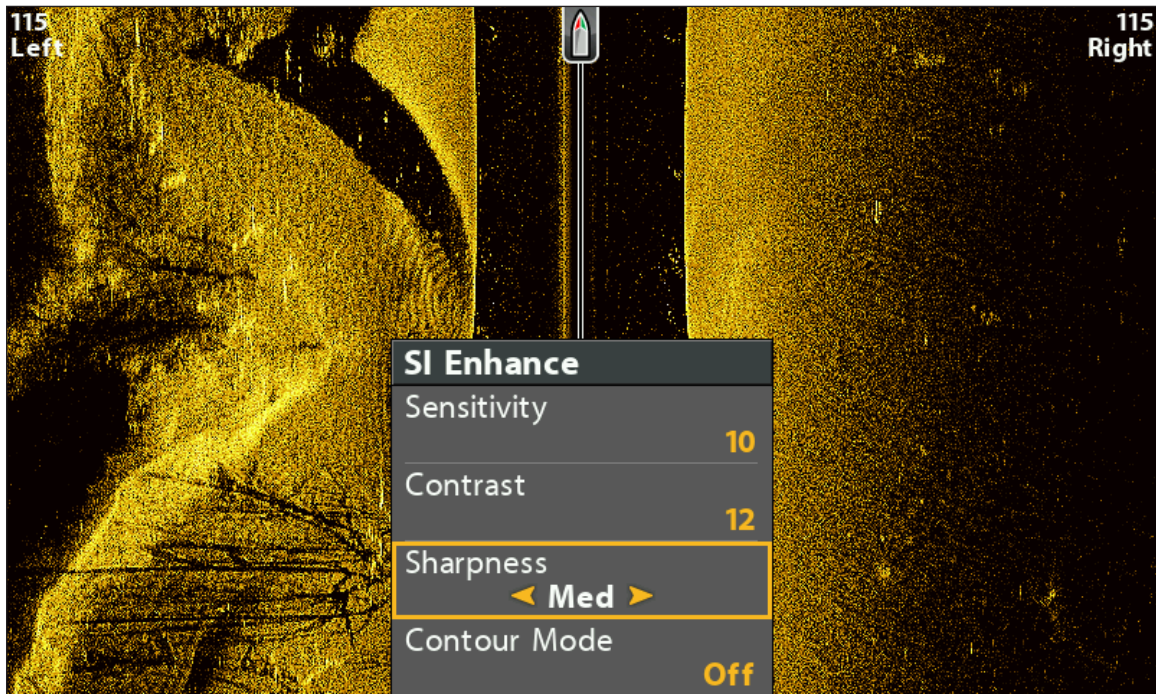 115
Left
115
Right
SI Enhance
Sensitivity
10
Contrast
12
Sharpness
Med
Contour Mode
Off